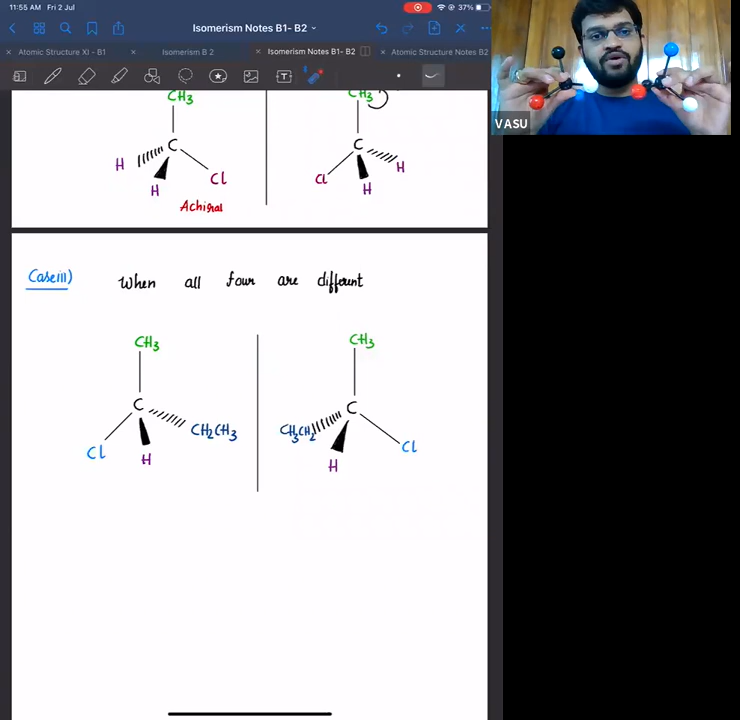 11:55 AM Fri 2 Jul
37%
Isomerism Notes B1- B2
Atomic Structure XI - B1
Isomerism B 2
Isomerism Notes B1- B2
Atomic Structure Notes B2
VASU
CH3 CH3
C C
H Cl Cl H
H H
Achiral
Case iii) When all four are different
CH3 CH3
C C
CH2CH3 CH3CH2
Cl Cl
H H